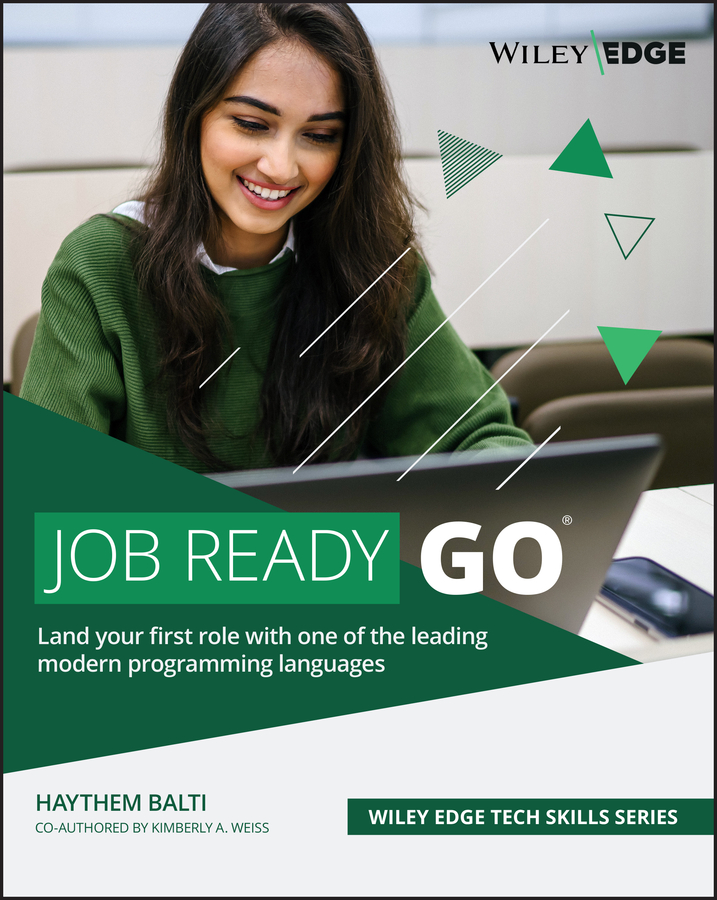 WILEY EDGE
JOB READY GO®
Land your first role with one of the leading
modern programming languages
HAYTHEM BALTI
CO-AUTHORED BY KIMBERLY A. WEISS
WILEY EDGE TECH SKILLS SERIES